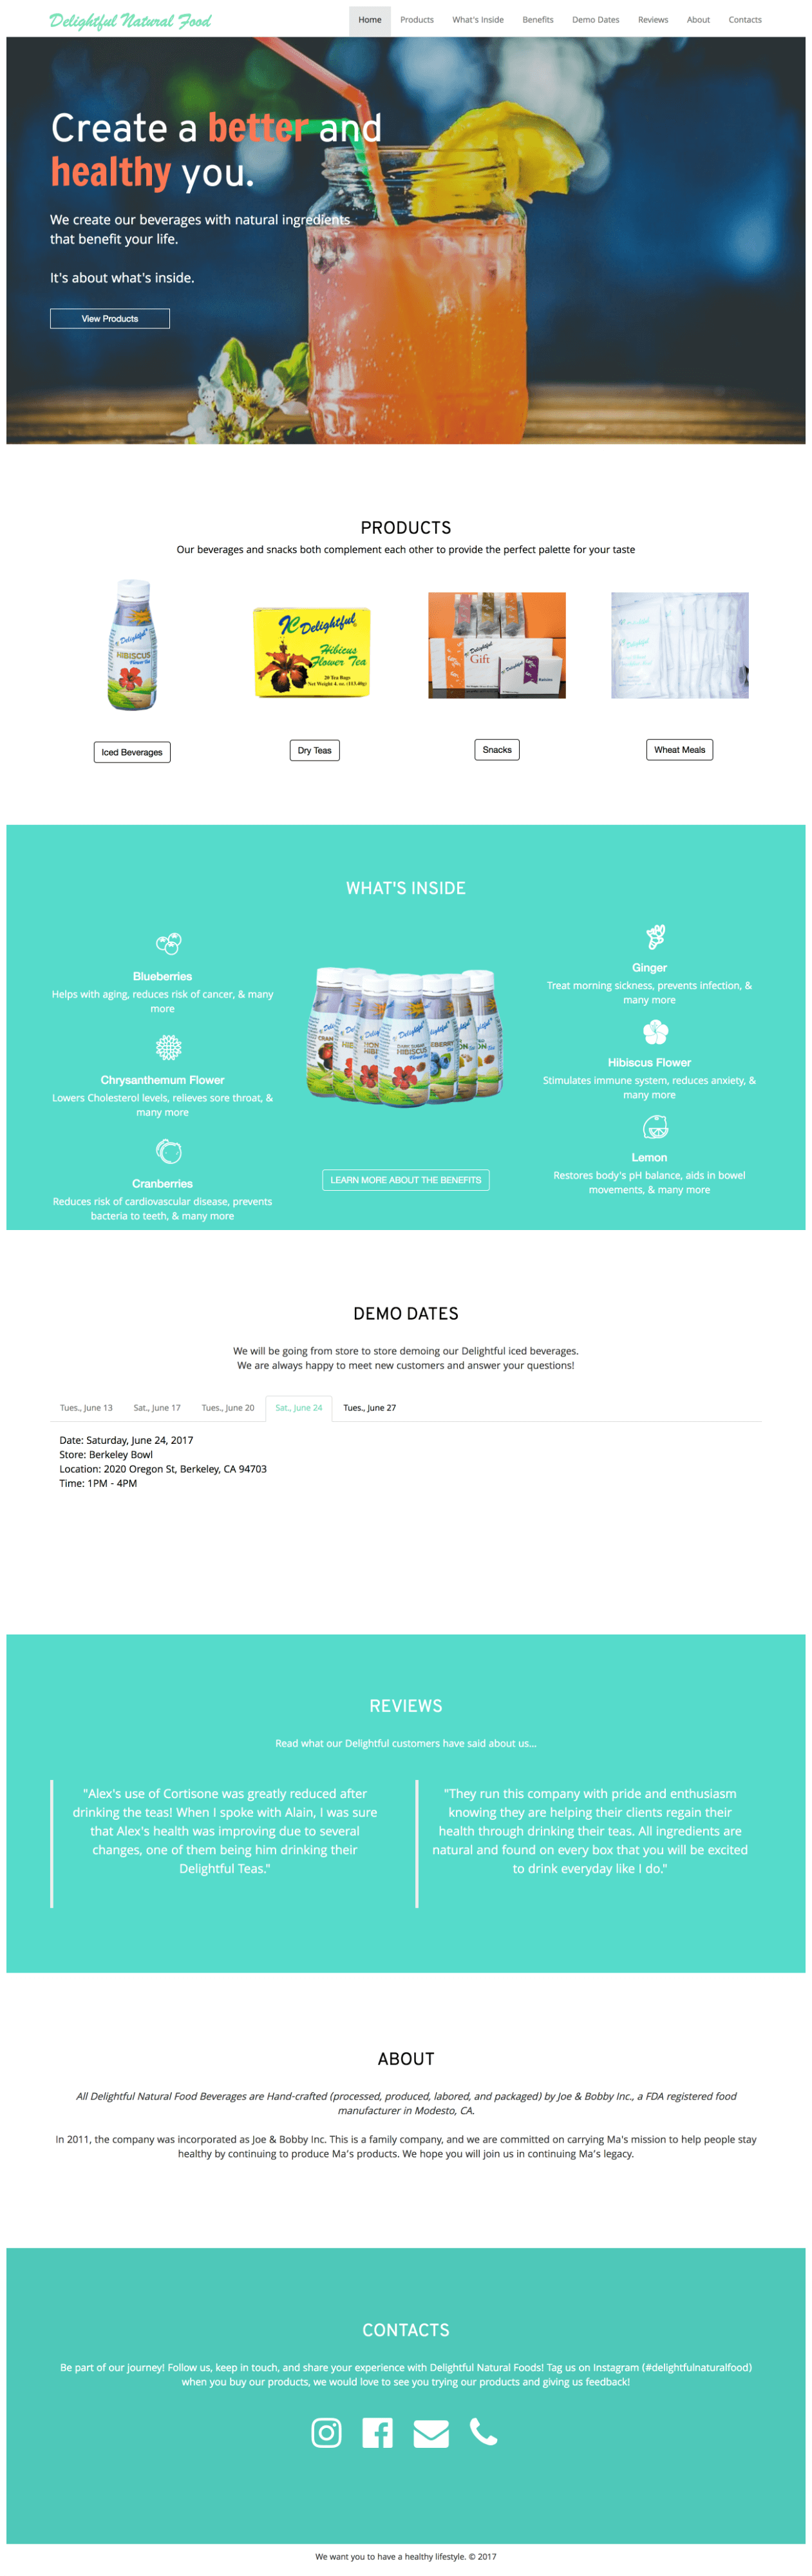 Delightful Natural Food
Home Products What's Inside Benefits Demo Dates Reviews About Contacts
Create a better and
healthy you.
We create our beverages with natural ingredients
that benefit your life.
It's about what's inside.
View Products
PRODUCTS
Our beverages and snacks both complement each other to provide the perfect palette for your taste
Delightful
HIBISCUS
Delightful
Hibicus
Flower Tea
20 Tea Bags
Net Weight 4. oz. (113.40g)
Delightful
Gift
Delightful
Iced Beverages
Dry Teas
Snacks
Wheat Meals
WHAT'S INSIDE
Blueberries
Helps with aging, reduces risk of cancer, & many
more
Chrysanthemum Flower
Lowers Cholesterol levels, relieves sore throat, &
many more
Cranberries
Reduces risk of cardiovascular disease, prevents
bacteria to teeth, & many more
HIBISCUS
LEARN MORE ABOUT THE BENEFITS
Ginger
Treat morning sickness, prevents infection, &
many more
Hibiscus Flower
Stimulates immune system, reduces anxiety, &
many more
Lemon
Restores body's pH balance, aids in bowel
movements, & many more
DEMO DATES
We will be going from store to store demoing our Delightful iced beverages.
We are always happy to meet new customers and answer your questions!
Tues., June 13 Sat., June 17 Tues., June 20 Sat., June 24 Tues., June 27
Date: Saturday, June 24, 2017
Store: Berkeley Bowl
Location: 2020 Oregon St, Berkeley, CA 94703
Time: 1PM - 4PM
REVIEWS
Read what our Delightful customers have said about us...
"Alex's use of Cortisone was greatly reduced after
drinking the teas! When I spoke with Alain, I was sure
that Alex's health was improving due to several
changes, one of them being him drinking their
Delightful Teas."
"They run this company with pride and enthusiasm
knowing they are helping their clients regain their
health through drinking their teas. All ingredients are
natural and found on every box that you will be excited
to drink everyday like I do."
ABOUT
All Delightful Natural Food Beverages are Hand-crafted (processed, produced, labored, and packaged) by Joe & Bobby Inc., a FDA registered food
manufacturer in Modesto, CA.
In 2011, the company was incorporated as Joe & Bobby Inc. This is a family company, and we are committed on carrying Ma's mission to help people stay
healthy by continuing to produce Ma's products. We hope you will join us in continuing Ma's legacy.
CONTACTS
Be part of our journey! Follow us, keep in touch, and share your experience with Delightful Natural Foods! Tag us on Instagram (#delightfulnaturalfood)
when you buy our products, we would love to see you trying our products and giving us feedback!
We want you to have a healthy lifestyle. © 2017